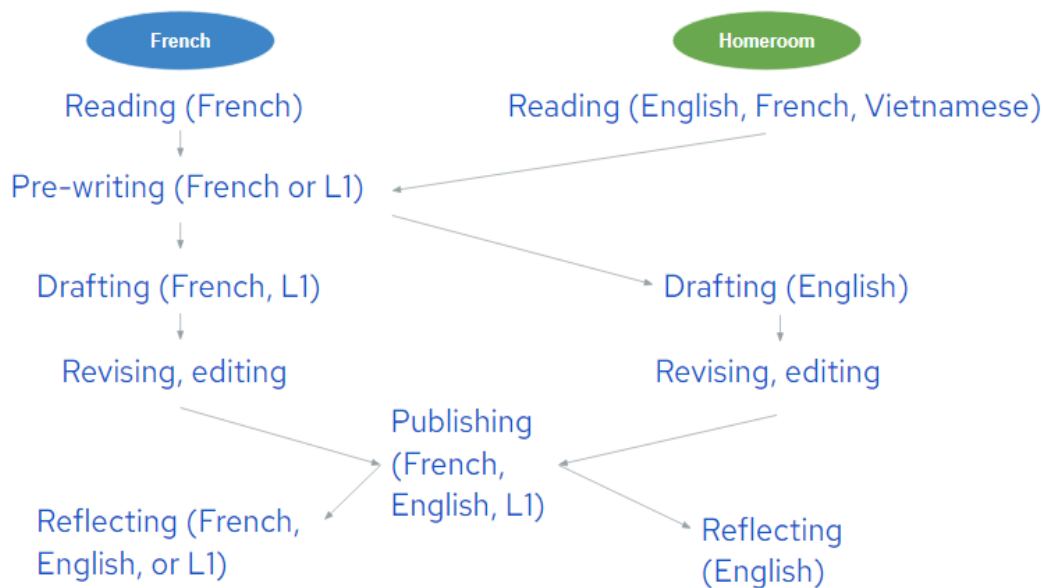 French
Homeroom
Reading (French)
Reading (English, French, Vietnamese)
Pre-writing (French or L1)
Drafting (French, L1)
Drafting (English)
Revising, editing
Revising, editing
Publishing
(French,
English, L1)
Reflecting (French,
English, or L1)
Reflecting
(English)